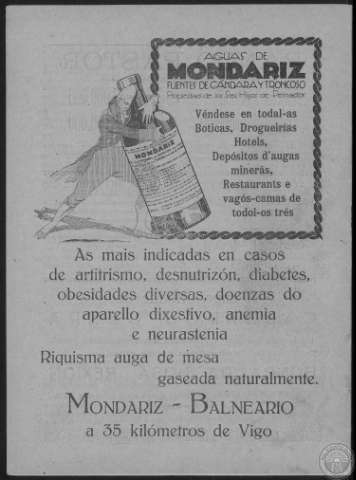 AGUAS DE
MONDARIZ
FUENTES DE GÁNDARA Y TRONCOSO
Propiedad de los Sres Hijos de Peinador
Véndese en todal-as
Boticas, Drogueirías
Hotels,
Depósitos d'augas
minerás,
Restaurants e
vagós-camas de
todol-os trés
MONDARIZ
As mais indicadas en casos
de artitrismo, desnutrizón, diabetes,
obesidades diversas, doenzas do
aparello dixestivo, anemia
e neurastenia
Riquisma auga de mesa
gaseada naturalmente.
MONDARIZ - BALNEARIO
a 35 kilómetros de Vigo